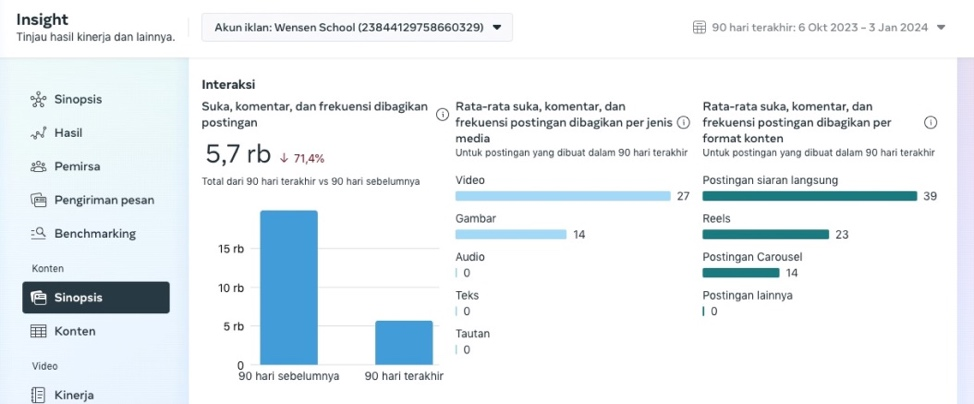 Insight
Tinjau hasil kinerja dan lainnya.
Akun iklan: Wensen School (23844129758660329)
90 hari terakhir: 6 Okt 2023 – 3 Jan 2024
Sinopsis
Hasil
Pemirsa
Pengiriman pesan
Benchmarking
Konten
Sinopsis
Konten
Video
Kinerja
Interaksi
Suka, komentar, dan frekuensi dibagikan
postingan
5,7 rb ↓ 71,4%
Total dari 90 hari terakhir vs 90 hari sebelumnya
15 rb
10 rb
5 rb
0
90 hari sebelumnya
90 hari terakhir
Rata-rata suka, komentar, dan
frekuensi postingan dibagikan per jenis
media
Untuk postingan yang dibuat dalam 90 hari terakhir
Video
27
Gambar
14
Audio
0
Teks
0
Tautan
0
Rata-rata suka, komentar, dan
frekuensi postingan dibagikan per
format konten
Untuk postingan yang dibuat dalam 90 hari terakhir
Postingan siaran langsung
39
Reels
23
Postingan Carousel
14
Postingan lainnya
0